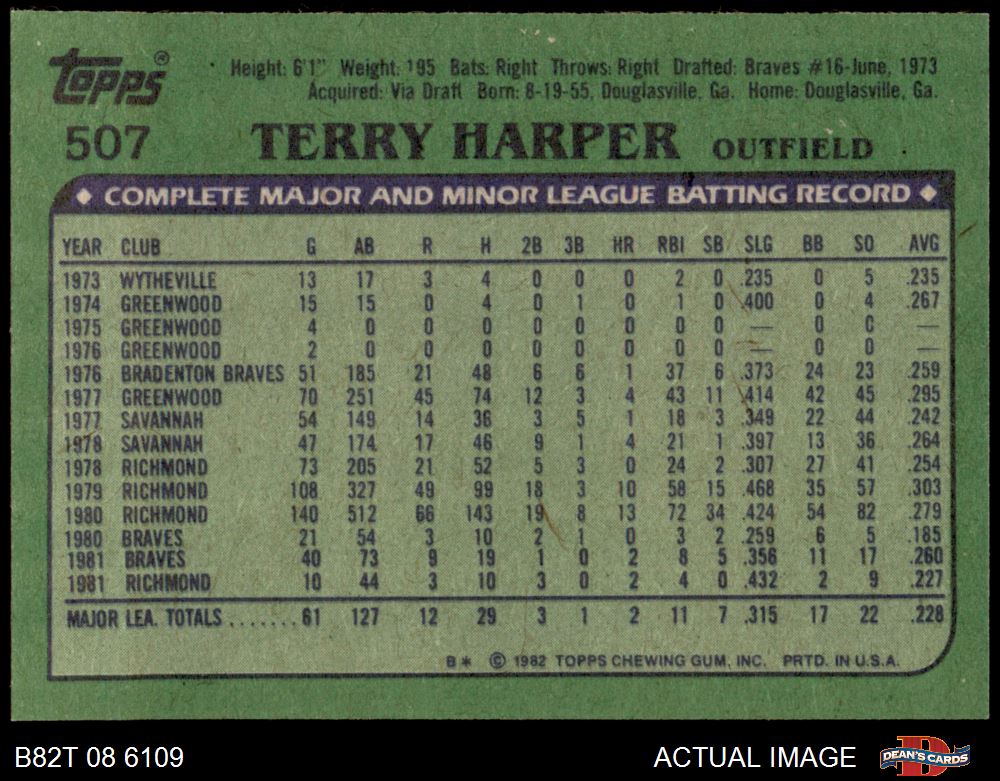 topps®
Height: 6'1" Weight: 195 Bats: Right Throws: Right Drafted: Braves #16-June, 1973
Acquired: Via Draft Born: 8-19-55, Douglasville, Ga. Home: Douglasville, Ga.
507 TERRY HARPER OUTFIELD
◆ COMPLETE MAJOR AND MINOR LEAGUE BATTING RECORD ◆
YEAR CLUB G AB R H 2B 3B HR RBI SB SLG BB SO AVG
1973 WYTHEVILLE 13 17 3 4 0 0 0 2 0 .235 0 5 .235
1974 GREENWOOD 15 15 0 4 0 1 0 1 0 .400 0 4 .267
1975 GREENWOOD 4 0 0 0 0 0 0 0 0 — 0 0 —
1976 GREENWOOD 2 0 0 0 0 0 0 0 0 — 0 0 —
1976 BRADENTON BRAVES 51 185 21 48 6 6 1 37 6 .373 24 23 .259
1977 GREENWOOD 70 251 45 74 12 3 4 43 11 .414 42 45 .295
1977 SAVANNAH 54 149 14 36 3 5 1 18 3 .349 22 44 .242
1978 SAVANNAH 47 174 17 46 9 1 4 21 1 .397 13 36 .264
1978 RICHMOND 73 205 21 52 5 3 0 24 2 .307 27 41 .254
1979 RICHMOND 108 327 49 99 18 3 10 58 15 .468 35 57 .303
1980 RICHMOND 140 512 66 143 19 8 13 72 34 .424 54 82 .279
1980 BRAVES 21 54 3 10 2 1 0 3 2 .259 6 5 .185
1981 BRAVES 40 73 9 19 1 0 2 8 5 .356 11 17 .260
1981 RICHMOND 10 44 3 10 3 0 2 4 0 .432 2 9 .227
MAJOR LEA. TOTALS ....... 61 127 12 29 3 1 2 11 7 .315 17 22 .228
B* © 1982 TOPPS CHEWING GUM, INC. PRTD. IN U.S.A.
B82T 08 6109 ACTUAL IMAGE DEAN'S CARDS